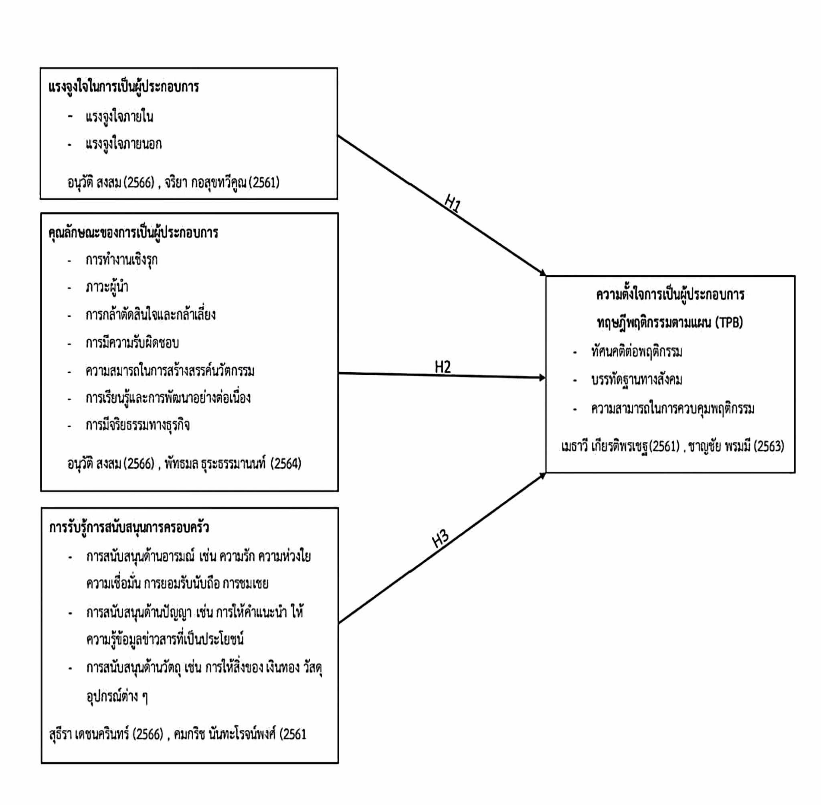 แรงจูงใจในการเป็นผู้ประกอบการ
- แรงจูงใจภายใน
- แรงจูงใจภายนอก
อนุวัติ สงสม (2566) , จริยา กอสุขทวีคูณ (2561)
คุณลักษณะของการเป็นผู้ประกอบการ
- การทำงานเชิงรุก
- ภาวะผู้นำ
- การกล้าตัดสินใจและกล้าเสี่ยง
- การมีความรับผิดชอบ
- ความสมารถในการสร้างสรรค์นวัตกรรม
- การเรียนรู้และการพัฒนาอย่างต่อเนื่อง
- การมีจริยธรรมทางธุรกิจ
อนุวัติ สงสม (2566) , พัทธมล ธุระธรรมานนท์ (2564)
การรับรู้การสนับสนุนการครอบครัว
- การสนับสนุนด้านอารมณ์ เช่น ความรัก ความห่วงใย
ความเชื่อมั่น การยอมรับนับถือ การชมเชย
- การสนับสนุนด้านปัญญา เช่น การให้คำแนะนำ ให้
ความรู้ข้อมูลข่าวสารที่เป็นประโยชน์
- การสนับสนุนด้านวัตถุ เช่น การให้สิ่งของ เงินทอง วัสดุ
อุปกรณ์ต่าง ๆ
สุธีรา เดชนครินทร์ (2566) , คมกริช นันทะโรจน์พงศ์ (2561
H1
H2
H3
ความตั้งใจการเป็นผู้ประกอบการ
ทฤษฎีพฤติกรรมตามแผน (TPB)
- ทัศนคติต่อพฤติกรรม
- บรรทัดฐานทางสังคม
- ความสามารถในการควบคุมพฤติกรรม
เมธาวี เกียรติพรเชฐ(2561) , ชาญชัย พรมมี (2563)